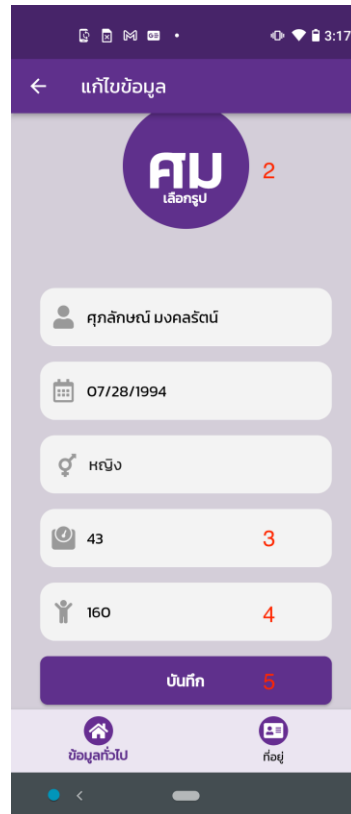 3:17
แก้ไขข้อมูล
ศม
เลือกรูป
2
ศุภลักษณ์ มงคลรัตน์
07/28/1994
หญิง
43
3
160
4
บันทึก
5
ข้อมูลทั่วไป
ที่อยู่